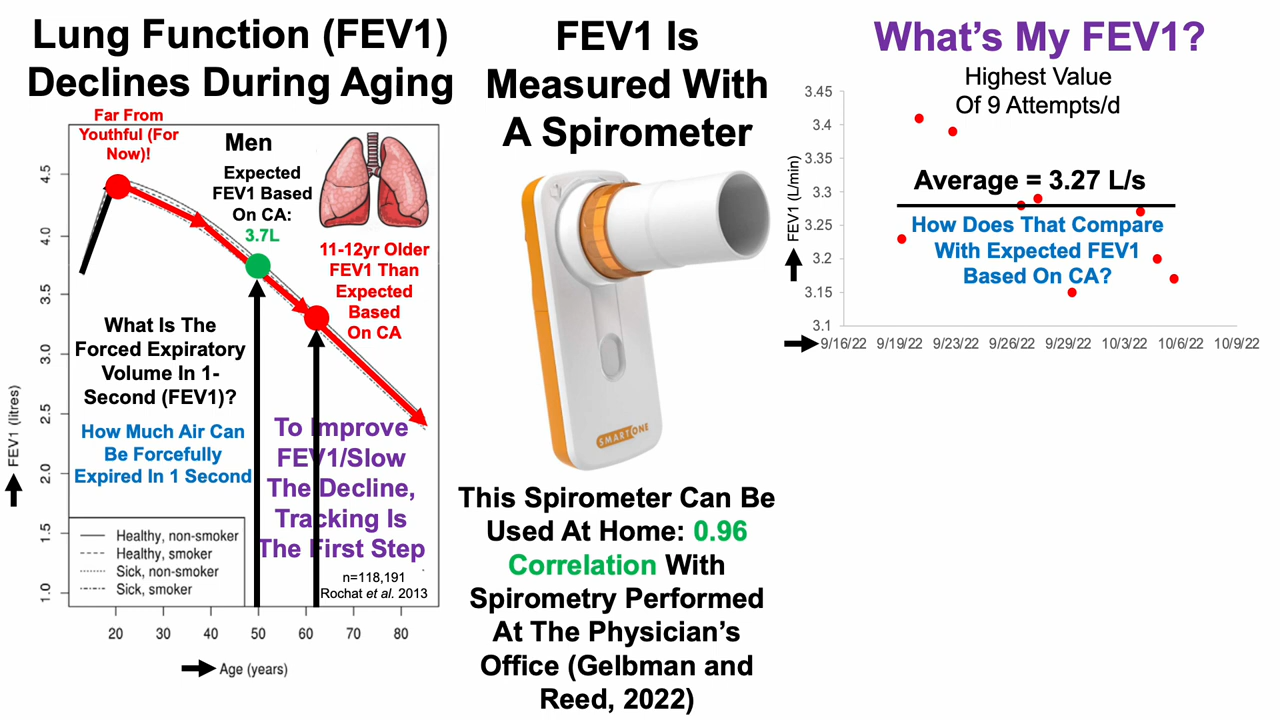 Lung Function (FEV1)
Declines During Aging
Far From
Youthful (For
Now)!
Men
Expected
FEV1 Based
On CA:
3.7L
11-12yr Older
FEV1 Than
Expected
Based
On CA
What Is The
Forced Expiratory
Volume In 1-
Second (FEV1)?
How Much Air Can
Be Forcefully
Expired In 1 Second
To Improve
FEV1/Slow
The Decline,
Tracking Is
The First Step
n=118,191
Rochat et al. 2013
Healthy, non-smoker
Healthy, smoker
Sick, non-smoker
Sick, smoker
FEV1 (litres)
4.5
4.0
3.5
3.0
2.5
2.0
1.5
1.0
20 30 40 50 60 70 80
Age (years)
FEV1 Is
Measured With
A Spirometer
SMARTONE
This Spirometer Can Be
Used At Home: 0.96
Correlation With
Spirometry Performed
At The Physician’s
Office (Gelbman and
Reed, 2022)
What’s My FEV1?
Highest Value
Of 9 Attempts/d
Average = 3.27 L/s
How Does That Compare
With Expected FEV1
Based On CA?
FEV1 (L/min)
3.45
3.4
3.35
3.3
3.25
3.2
3.15
3.1
9/16/22 9/19/22 9/23/22 9/26/22 9/29/22 10/3/22 10/6/22 10/9/22